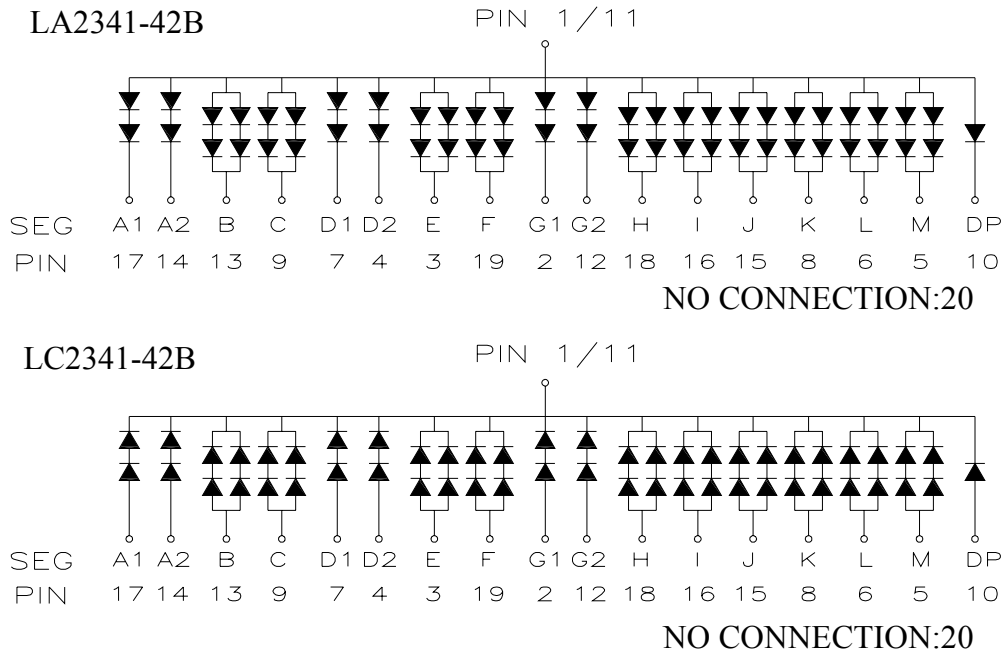 LA2341-42B
PIN 1/11
SEG A1 A2 B C D1 D2 E F G1 G2 H I J K L M DP
PIN 17 14 13 9 7 4 3 19 2 12 18 16 15 8 6 5 10
NO CONNECTION:20
LC2341-42B
PIN 1/11
SEG A1 A2 B C D1 D2 E F G1 G2 H I J K L M DP
PIN 17 14 13 9 7 4 3 19 2 12 18 16 15 8 6 5 10
NO CONNECTION:20